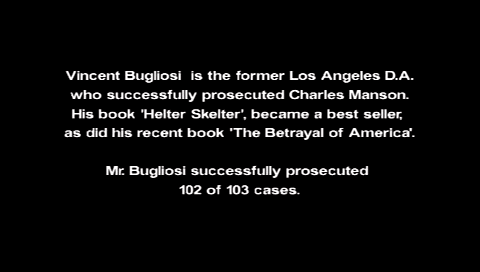 Vincent Bugliosi  is the former Los Angeles D.A.
who successfully prosecuted Charles Manson.
His book 'Helter Skelter', became a best seller,
as did his recent book 'The Betrayal of America'.
Mr. Bugliosi successfully prosecuted
102 of 103 cases.